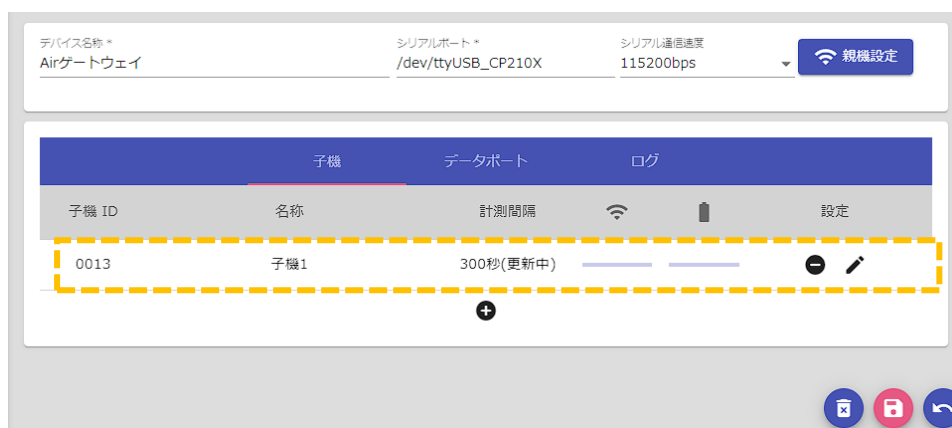 デバイス名称 * シリアルポート * シリアル通信速度
Airゲートウェイ /dev/ttyUSB_CP210X 115200bps 親機設定
子機 データポート ログ
子機 ID 名称 計測間隔 設定
0013 子機1 300秒(更新中)